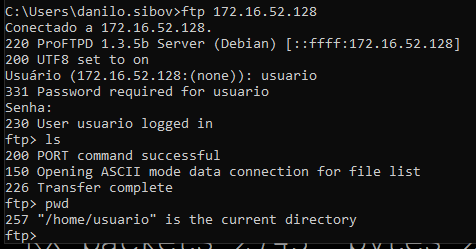 C:\Users\danilo.sibov>ftp 172.16.52.128
Conectado a 172.16.52.128.
220 ProFTPD 1.3.5b Server (Debian) [::ffff:172.16.52.128]
200 UTF8 set to on
Usuário (172.16.52.128:(none)): usuario
331 Password required for usuario
Senha:
230 User usuario logged in
ftp> ls
200 PORT command successful
150 Opening ASCII mode data connection for file list
226 Transfer complete
ftp> pwd
257 "/home/usuario" is the current directory
ftp>